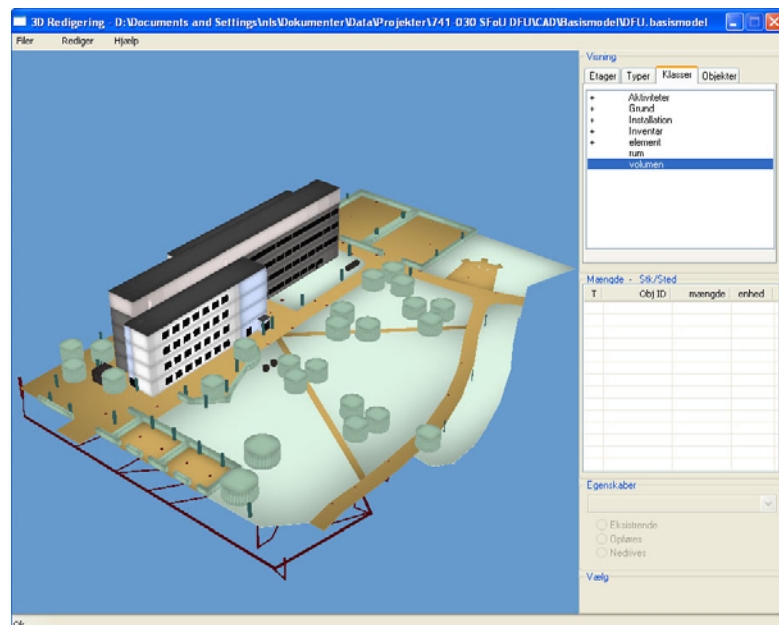 3D Redigering - D:\Documents and Settings\nls\Dokumenter\Data\Projekter\741-030 SFoU DFU\CAD\Basismodel\DFU.basismodel
Filer Rediger Hjælp
Visning
Etager Typer Klasser Objekter
+ Aktiviteter
+ Grund
+ Installation
+ Inventar
+ element
rum
volumen
Mængde - Stk/Sted
T Obj ID mængde enhed
Egenskaber
Eksistrende
Opføres
Nedrives
Vælg
Ok